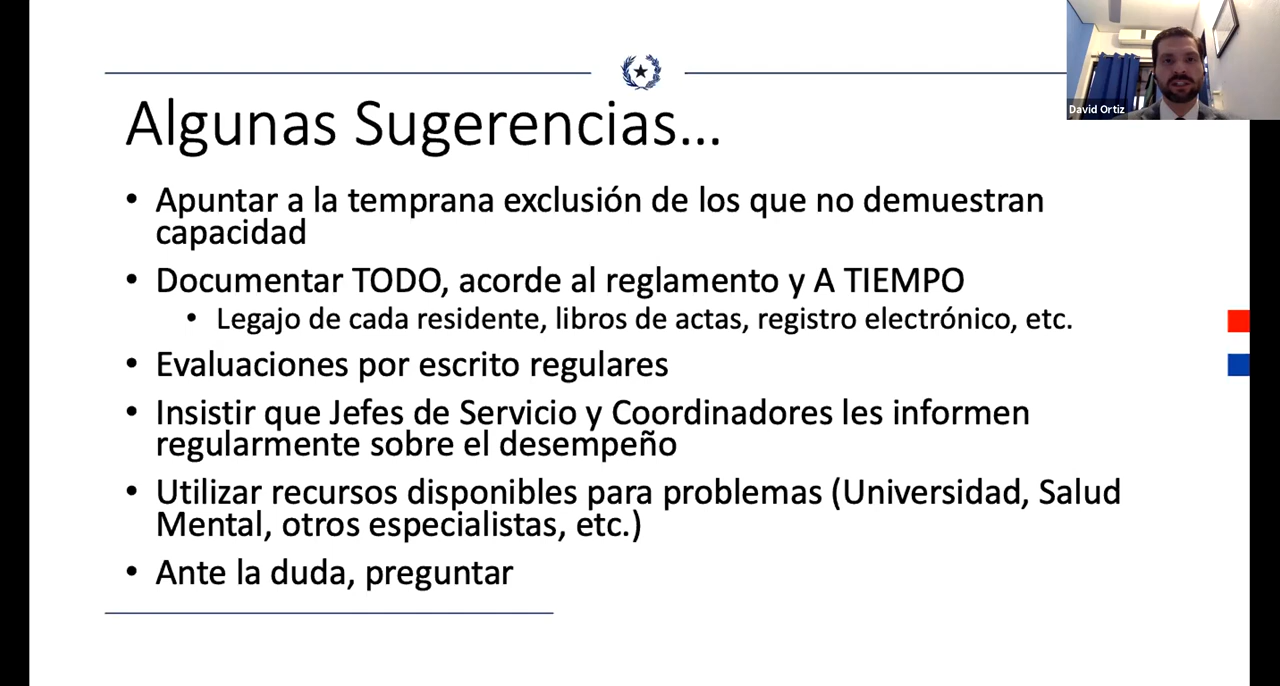 David Ortiz
Algunas Sugerencias...
• Apuntar a la temprana exclusión de los que no demuestran
capacidad
• Documentar TODO, acorde al reglamento y A TIEMPO
• Legajo de cada residente, libros de actas, registro electrónico, etc.
• Evaluaciones por escrito regulares
• Insistir que Jefes de Servicio y Coordinadores les informen
regularmente sobre el desempeño
• Utilizar recursos disponibles para problemas (Universidad, Salud
Mental, otros especialistas, etc.)
• Ante la duda, preguntar